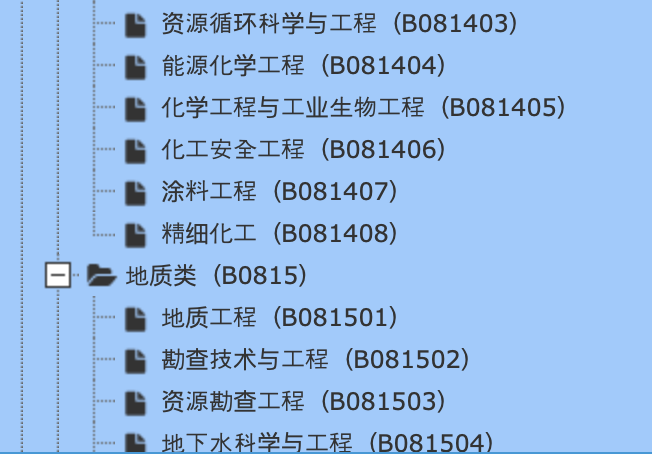 资源循环科学与工程（B081403）
能源化学工程（B081404）
化学工程与工业生物工程（B081405）
化工安全工程（B081406）
涂料工程（B081407）
精细化工（B081408）
地质类（B0815）
地质工程（B081501）
勘查技术与工程（B081502）
资源勘查工程（B081503）
地下水科学与工程（B081504）